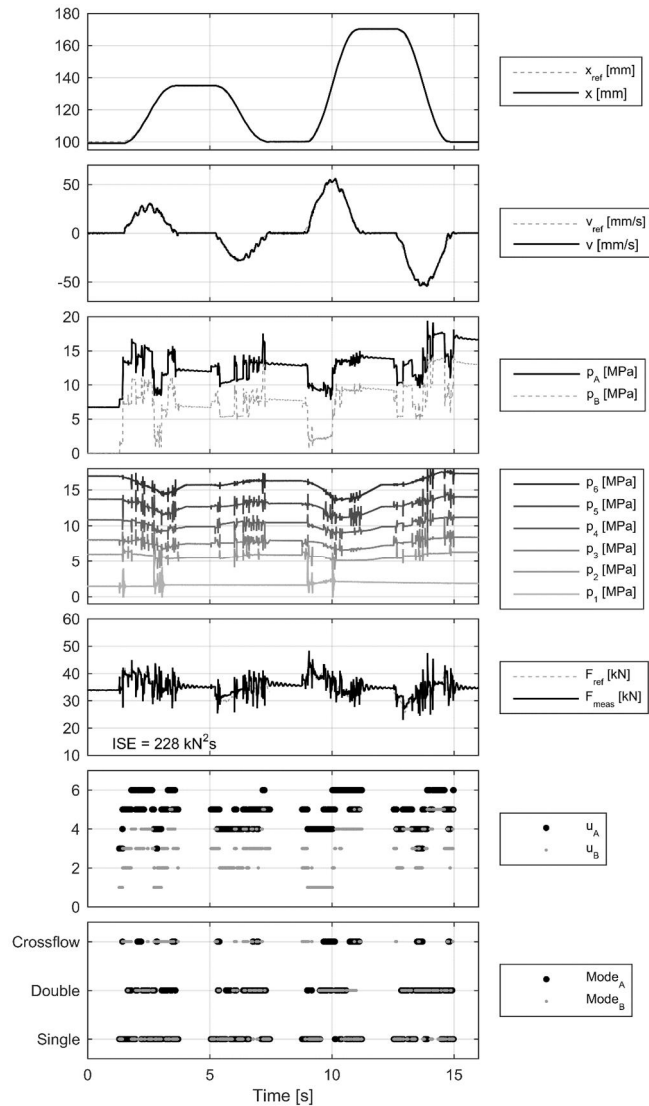 180
160
140
120
100
x_ref [mm]
x [mm]
50
0
-50
v_ref [mm/s]
v [mm/s]
20
15
10
5
0
p_A [MPa]
p_B [MPa]
15
10
5
0
p_6 [MPa]
p_5 [MPa]
p_4 [MPa]
p_3 [MPa]
p_2 [MPa]
p_1 [MPa]
60
50
40
30
20
10
ISE = 228 kN²s
F_ref [kN]
F_meas [kN]
6
4
2
0
u_A
u_B
Crossflow
Double
Single
Mode_A
Mode_B
0 5 10 15
Time [s]